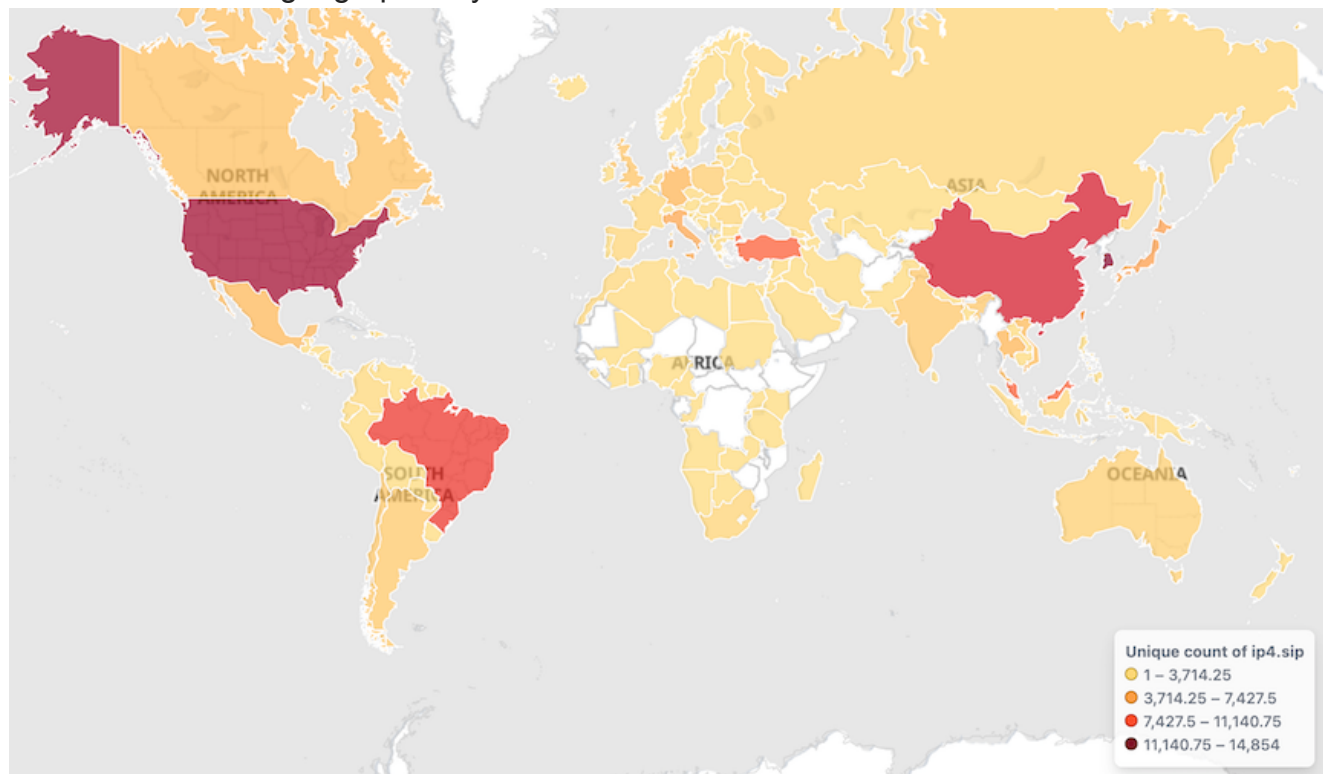 NORTH
AMERICA
ASIA
AFRICA
SOUTH
AMERICA
OCEANIA
Unique count of ip4.sip
1 – 3,714.25
3,714.25 – 7,427.5
7,427.5 – 11,140.75
11,140.75 – 14,854